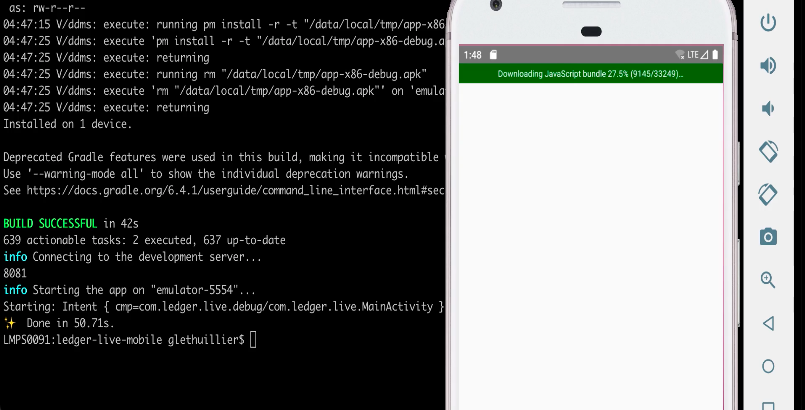 as: rw-r--r--
04:47:15 V/ddms: execute: running pm install -r -t "/data/local/tmp/app-x86
04:47:25 V/ddms: execute 'pm install -r -t "/data/local/tmp/app-x86-debug.a
04:47:25 V/ddms: execute: returning
04:47:25 V/ddms: execute: running rm "/data/local/tmp/app-x86-debug.apk"
04:47:25 V/ddms: execute 'rm "/data/local/tmp/app-x86-debug.apk"' on 'emula
04:47:25 V/ddms: execute: returning
Installed on 1 device.
Deprecated Gradle features were used in this build, making it incompatible
Use '--warning-mode all' to show the individual deprecation warnings.
See https://docs.gradle.org/6.4.1/userguide/command_line_interface.html#sec
BUILD SUCCESSFUL in 42s
639 actionable tasks: 2 executed, 637 up-to-date
info Connecting to the development server...
8081
info Starting the app on "emulator-5554"...
Starting: Intent { cmp=com.ledger.live.debug/com.ledger.live.MainActivity }
✨ Done in 50.71s.
LMPS0091:ledger-live-mobile glethuillier$
1:48 LTE
Downloading JavaScript bundle 27.5% (9145/33249)...